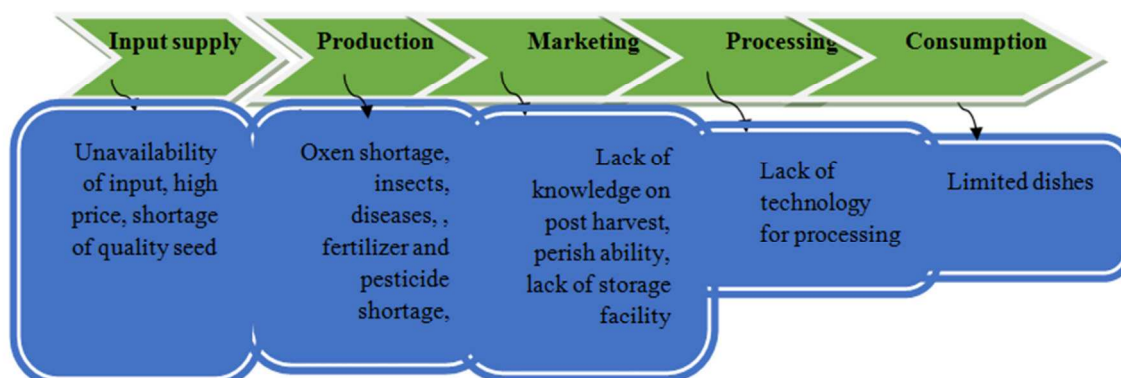 Input supply
Production
Marketing
Processing
Consumption
Unavailability
of input, high
price, shortage
of quality seed
Oxen shortage,
insects,
diseases, ,
fertilizer and
pesticide
shortage,
Lack of
knowledge on
post harvest,
perish ability,
lack of storage
facility
Lack of
technology
for processing
Limited dishes